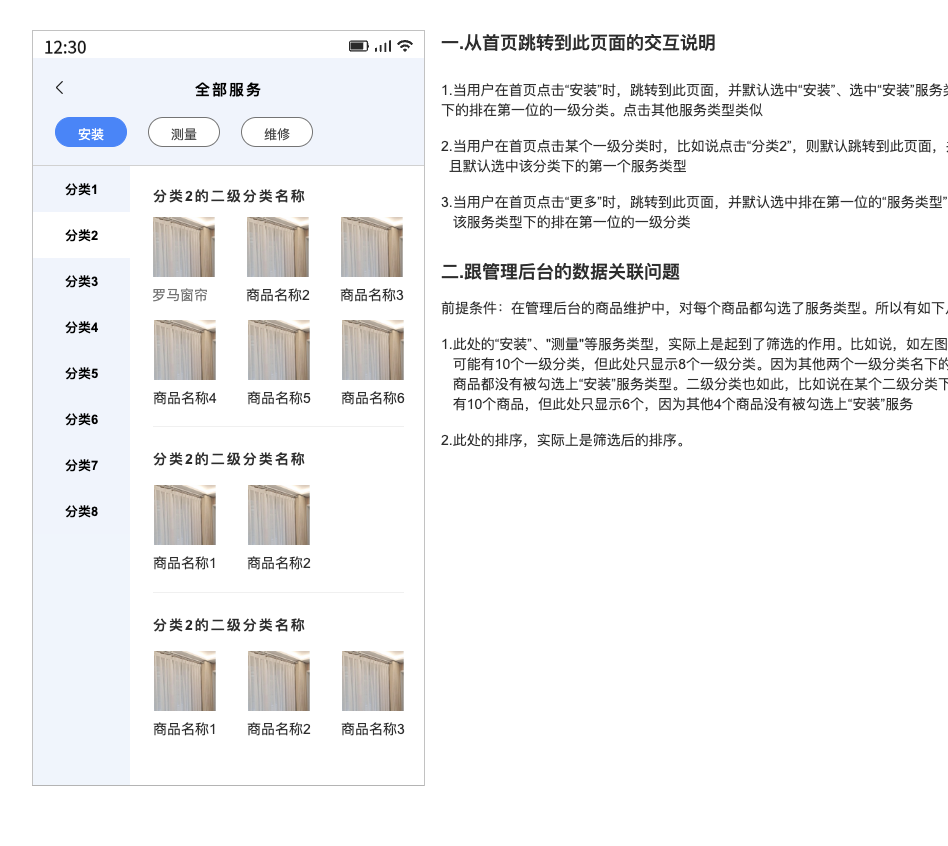 12:30
全部服务
安装
测量
维修
分类1
分类2
分类3
分类4
分类5
分类6
分类7
分类8
分类2的二级分类名称
罗马窗帘
商品名称2
商品名称3
商品名称4
商品名称5
商品名称6
分类2的二级分类名称
商品名称1
商品名称2
分类2的二级分类名称
商品名称1
商品名称2
商品名称3
一.从首页跳转到此页面的交互说明
1.当用户在首页点击“安装”时，跳转到此页面，并默认选中“安装”、选中“安装”服务
下的排在第一位的一级分类。点击其他服务类型类似
2.当用户在首页点击某个一级分类时，比如说点击“分类2”，则默认跳转到此页面，
且默认选中该分类下的第一个服务类型
3.当用户在首页点击“更多”时，跳转到此页面，并默认选中排在第一位的“服务类型”
该服务类型下的排在第一位的一级分类
二.跟管理后台的数据关联问题
前提条件：在管理后台的商品维护中，对每个商品都勾选了服务类型。所以有如下
1.此处的“安装”、"测量"等服务类型，实际上是起到了筛选的作用。比如说，如左图
可能有10个一级分类，但此处只显示8个一级分类。因为其他两个一级分类名下的
商品都没有被勾选上“安装”服务类型。二级分类也如此，比如说在某个二级分类下
有10个商品，但此处只显示6个，因为其他4个商品没有被勾选上“安装”服务
2.此处的排序，实际上是筛选后的排序。